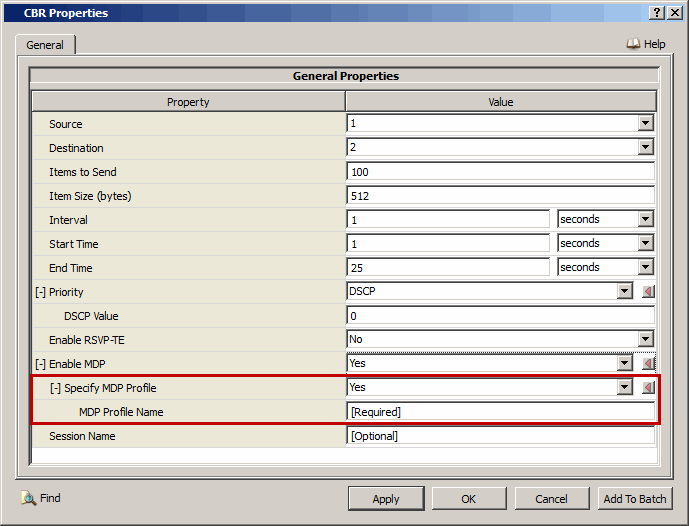 CBR Properties
General
Help
General Properties
Property Value
Source 1
Destination 2
Items to Send 100
Item Size (bytes) 512
Interval 1 seconds
Start Time 1 seconds
End Time 25 seconds
[-] Priority DSCP
DSCP Value 0
Enable RSVP-TE No
[-] Enable MDP Yes
[-] Specify MDP Profile Yes
MDP Profile Name [Required]
Session Name [Optional]
Find Apply OK Cancel Add To Batch